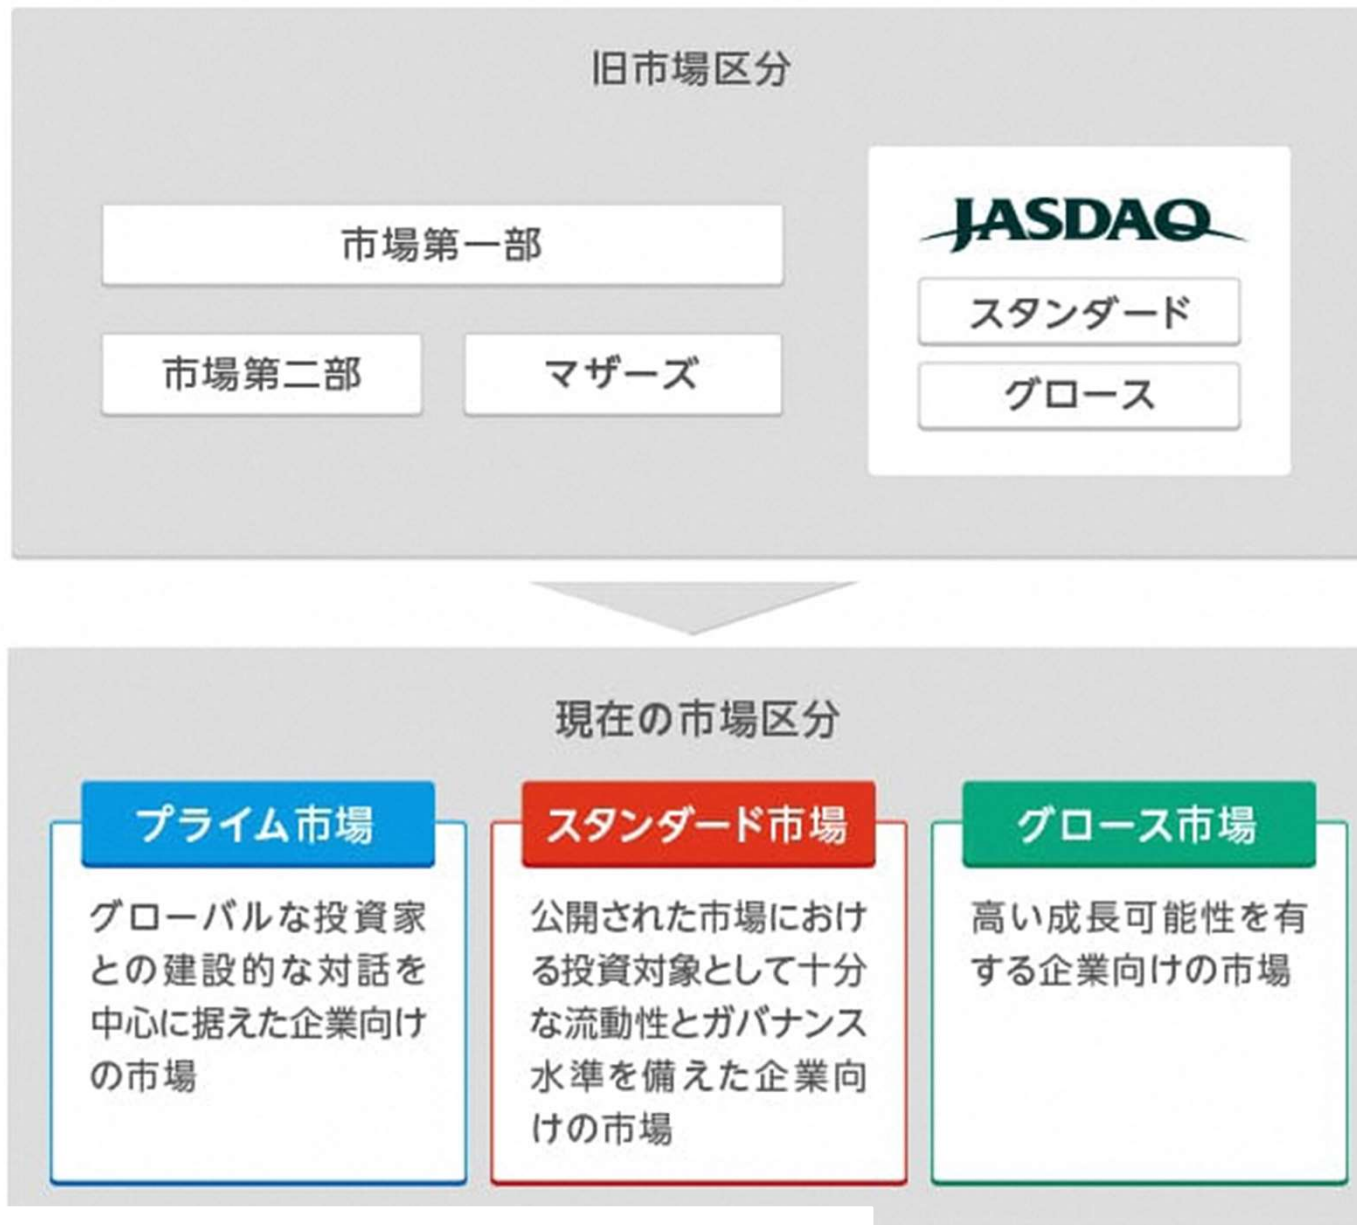 旧市場区分
市場第一部
市場第二部
マザーズ
JASDAQ
スタンダード
グロース
現在の市場区分
プライム市場
グローバルな投資家
との建設的な対話を
中心に据えた企業向け
の市場
スタンダード市場
公開された市場におけ
る投資対象として十分
な流動性とガバナンス
水準を備えた企業向
けの市場
グロース市場
高い成長可能性を有
する企業向けの市場